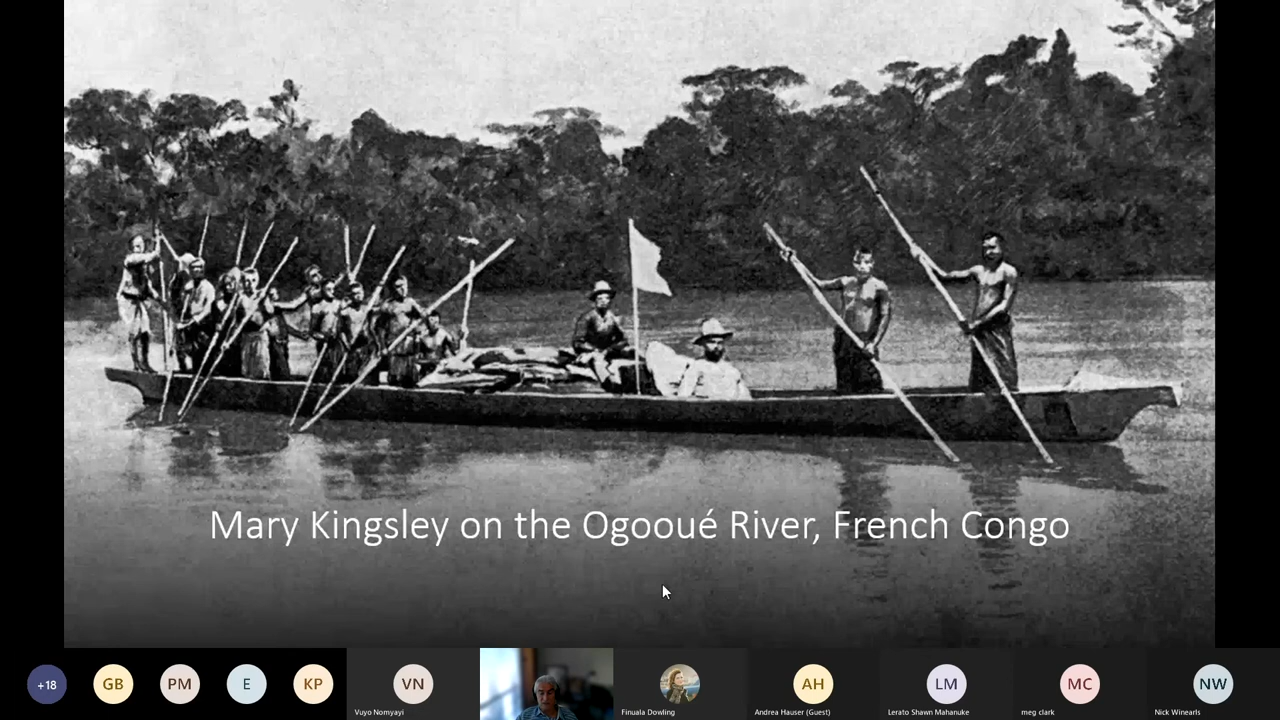 Mary Kingsley on the Ogooué River, French Congo
+18
GB
PM
E
KP
VN
AH
LM
MC
NW
Vuyo Nomyayi
Finuala Dowling
Andrea Hauser (Guest)
Lerato Shawn Mahanuke
meg clark
Nick Winearls